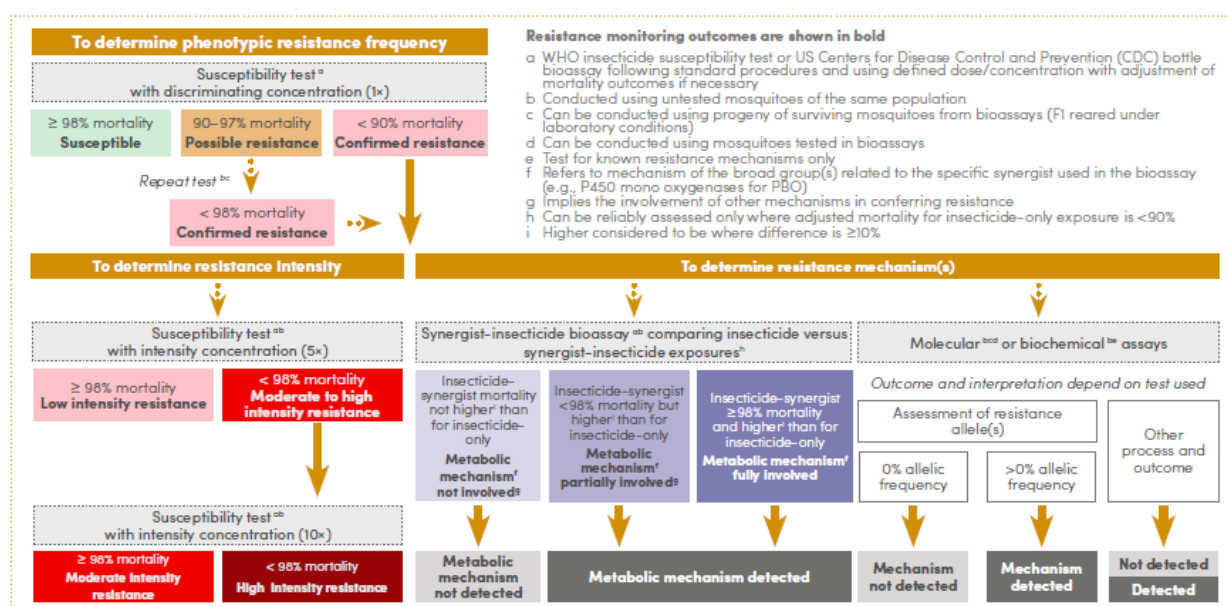 To determine phenotypic resistance frequency
Susceptibility test a
with discriminating concentration (1×)
≥ 98% mortality
Susceptible
90–97% mortality
Possible resistance
< 90% mortality
Confirmed resistance
Repeat test bc
< 98% mortality
Confirmed resistance
Resistance monitoring outcomes are shown in bold
a WHO insecticide susceptibility test or US Centers for Disease Control and Prevention (CDC) bottle
bioassay following standard procedures and using defined dose/concentration with adjustment of
mortality outcomes if necessary
b Conducted using untested mosquitoes of the same population
c Can be conducted using progeny of surviving mosquitoes from bioassays (F1 reared under
laboratory conditions)
d Can be conducted using mosquitoes tested in bioassays
e Test for known resistance mechanisms only
f Refers to mechanism of the broad group(s) related to the specific synergist used in the bioassay
(e.g., P450 mono oxygenases for PBO)
g Implies the involvement of other mechanisms in conferring resistance
h Can be reliably assessed only where adjusted mortality for insecticide-only exposure is <90%
i Higher considered to be where difference is ≥10%
To determine resistance intensity
Susceptibility test ab
with intensity concentration (5×)
≥ 98% mortality
Low intensity resistance
< 98% mortality
Moderate to high
intensity resistance
Susceptibility test ab
with intensity concentration (10×)
≥ 98% mortality
Moderate intensity
resistance
< 98% mortality
High intensity resistance
To determine resistance mechanism(s)
Synergist-insecticide bioassay ab comparing insecticide versus
synergist-insecticide exposures h
Insecticide-
synergist mortality
not higher i than
for insecticide-
only
Metabolic
mechanism f
not involved g
Insecticide-synergist
<98% mortality but
higher i than for
insecticide-only
Metabolic
mechanism f
partially involved g
Insecticide-synergist
≥98% mortality
and higher i than for
insecticide-only
Metabolic mechanism f
fully involved
Metabolic
mechanism
not detected
Metabolic mechanism detected
Molecular bcd or biochemical be assays
Outcome and interpretation depend on test used
Assessment of resistance
allele(s)
0% allelic
frequency
>0% allelic
frequency
Other
process and
outcome
Mechanism
not detected
Mechanism
detected
Not detected
Detected